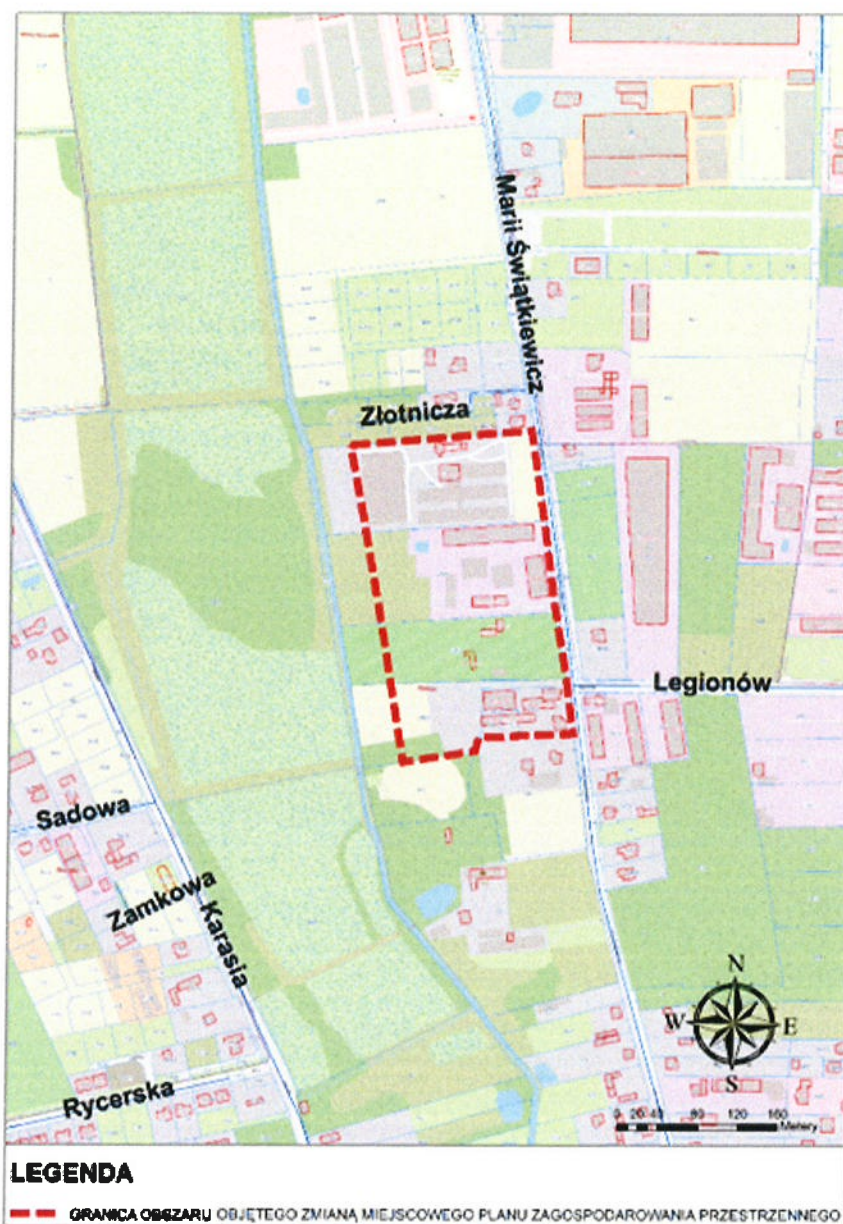 Marii Świątkiewicz
Złotnicza
Legionów
Sadowa
Zamkowa
Karasia
Rycerska
N
W E
S
0 20 40 80 120 160
Metery
LEGENDA
GRANICA OBSZARU OBJĘTEGO ZMIANĄ MIEJSCOWEGO PLANU ZAGOSPODAROWANIA PRZESTRZENNEGO